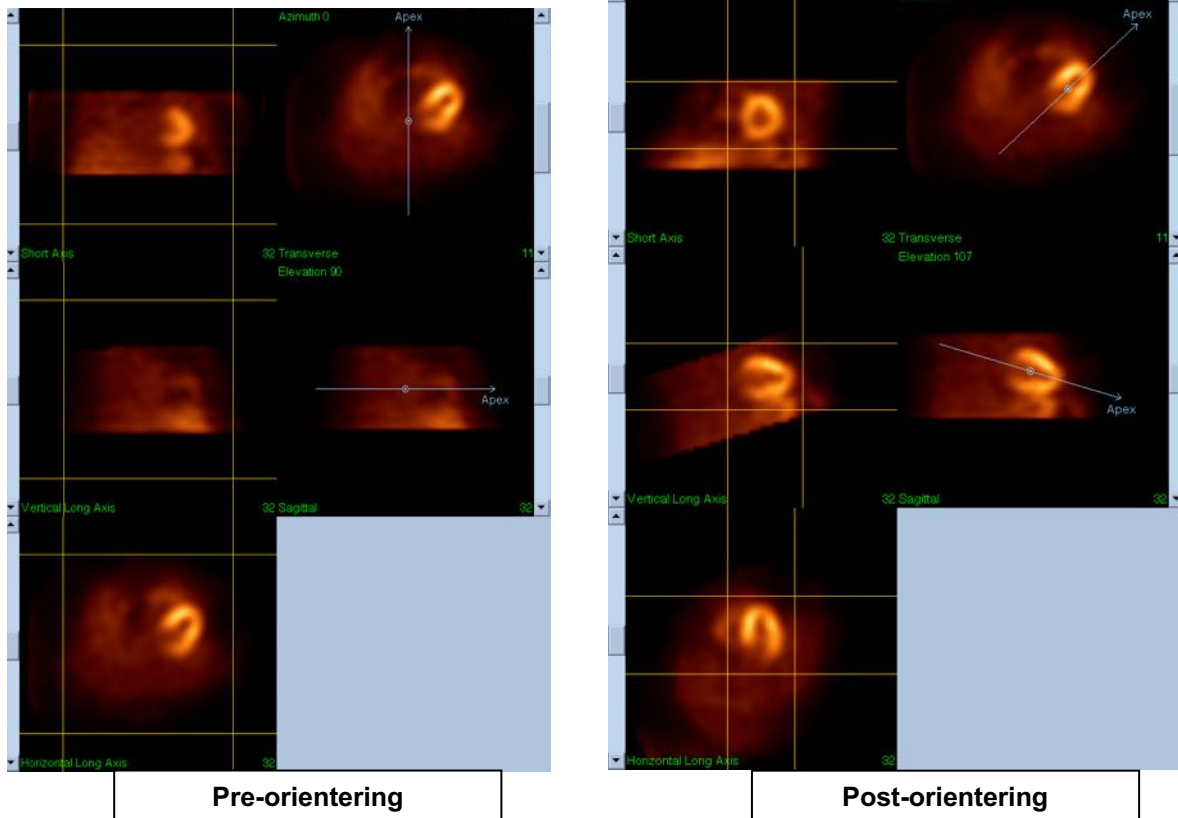 Azimuth 0
Apex
Short Axis 32 Transverse 11
Elevation 90
Apex
Vertical Long Axis 32 Sagittal 32
Horizontal Long Axis 32
Pre-orientering
Apex
Short Axis 32 Transverse 11
Elevation 107
Apex
Vertical Long Axis 32 Sagittal 32
Horizontal Long Axis 32
Post-orientering